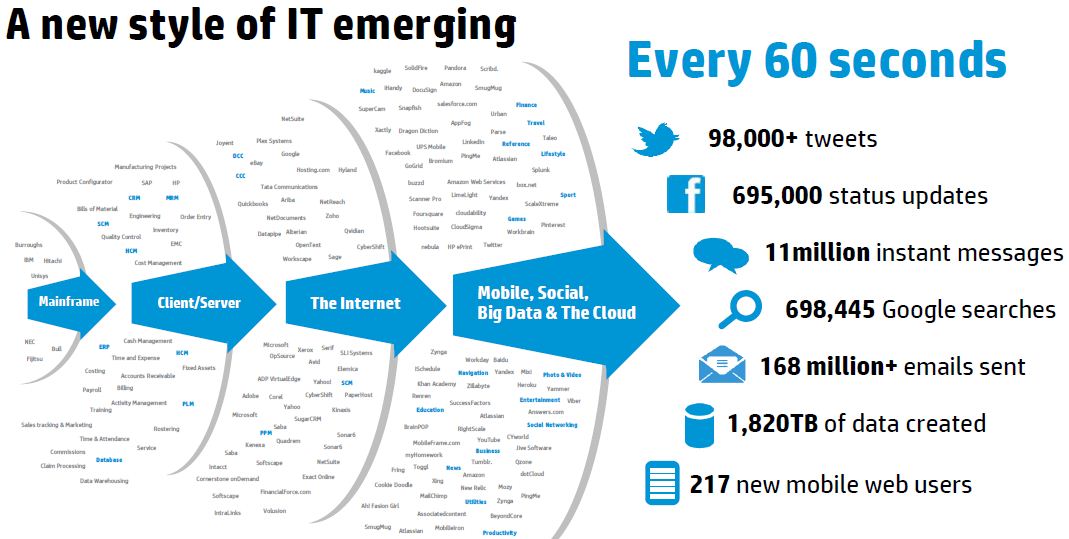 A new style of IT emerging
Every 60 seconds
98,000+ tweets
695,000 status updates
11million instant messages
698,445 Google searches
168 million+ emails sent
1,820TB of data created
217 new mobile web users
Burroughs
IBM Hitachi
Unisys
Mainframe
NEC Bull
Fijitsu
Manufacturing Projects
Product Configurator SAP HP
CRM MRM
Bills of Material
Engineering Order Entry
SCM
Inventory
Quality Control
EMC
HCM
Cost Management
Client/Server
Cash Management
ERP HCM
Time and Expense
Fixed Assets
Costing
Accounts Receivable
Billing
Payroll
Activity Management PLM
Training
Sales tracking & Marketing
Rostering
Time & Attendance
Service
Commissions
Database
Claim Processing
Data Warehousing
NetSuite
Joyent Plex Systems
DCC Google
eBay
Hosting.com Hyland
CCC
Tata Communications
Ariba NetReach
Quickbooks
NetDocuments Zoho
Datapipe Alterian Qvidian
OpenText CyberShift
Workscape Sage
The Internet
Microsoft Xerox Serif
OpSource SLI Systems
Avid
Elemica
ADP VirtualEdge Yahoo! SCM
Adobe Corel CyberShift PaperHost
Yahoo Kinaxis
Microsoft SugarCRM
Saba
PPM Sonar6
Kenexa Quadrem
Saba Sonar6
Softscape NetSuite
Intacct
Cornerstone onDemand Exact Online
Softscape FinancialForce.com
IntraLinks Volusion
kaggle SolidFire Pandora Scribd.
Music iHandy DocuSign Amazon SmugMug
SuperCam Snapfish salesforce.com Finance
Urban
AppFog Travel
Xactly Dragon Diction Parse
Taleo
LinkedIn Reference
Facebook UPS Mobile
PingMe Lifestyle
Bromium Atlassian
GoGrid Splunk
buzzd Amazon Web Services box.net
Scanner Pro LimeLight Yandex Sport
ScaleXtreme
Foursquare cloudability
Games
Hootsuite CloudSigma Pinterest
Workbrain
nebula HP ePrint Twitter
Mobile, Social,
Big Data & The Cloud
Zynga
Workday Baidu
iSchedule Navigation Yandex Mixi Photo & Video
Khan Academy Zillabyte Heroku Yammer
Renren Entertainment Viber
SuccessFactors
Education Answers.com
Atlassian
Social Networking
BrainPOP RightScale
CYworld
MobileFrame.com YouTube
Jive Software
myHomework Business
Tumblr. Qzone
Fring Toggl News
Amazon dotCloud
Cookie Doodle Xing
New Relic Mozy
MailChimp PingMe
Utilities Zynga
Ah! Fasion Girl
Associatedcontent BeyondCore
SmugMug Atlassian MobileIron
Productivity